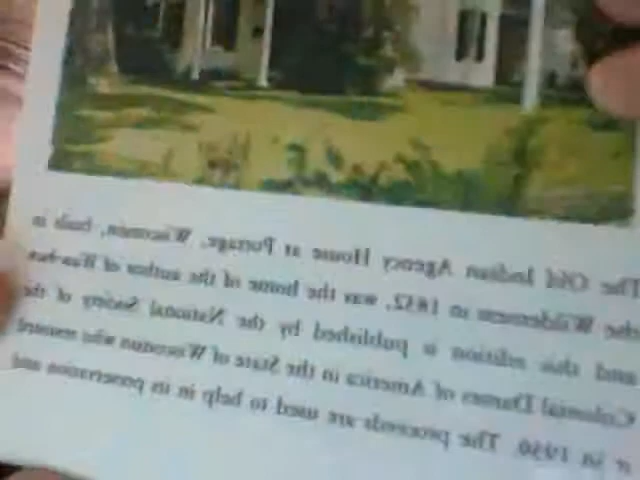 The Old Indian Agency House at Portage, Wisconsin, built in
the Wilderness in 1832, was the home of the author of Wau-bun
and this edition is published by the National Society of the
Colonial Dames of America in the State of Wisconsin who restored
it in 1930. The proceeds are used to help in its preservation and